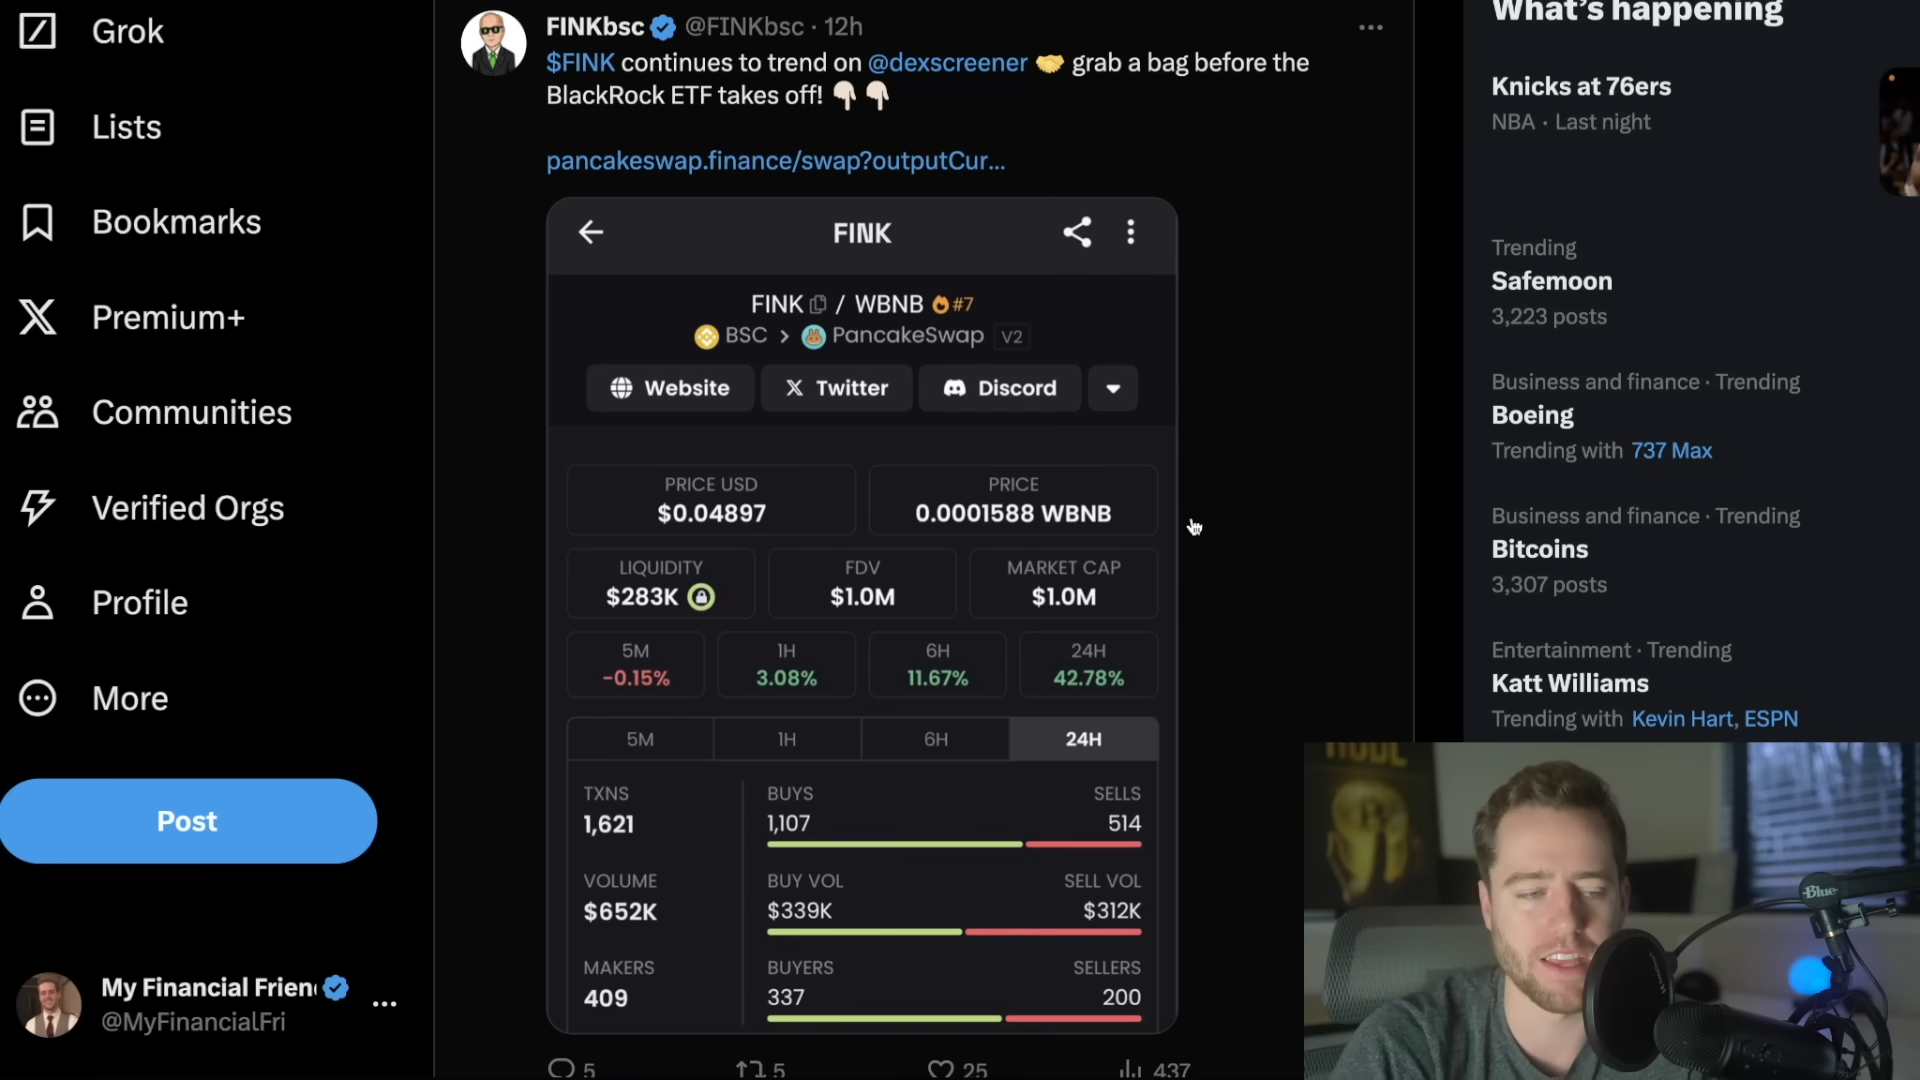 Grok
Lists
Bookmarks
Premium+
Communities
Verified Orgs
Profile
More
Post
My Financial Frien
@MyFinancialFri
FINKbsc @FINKbsc · 12h
$FINK continues to trend on @dexscreener 🤝 grab a bag before the
BlackRock ETF takes off! 👇🏻👇🏻
pancakeswap.finance/swap?outputCur...
FINK
FINK / WBNB #7
BSC > PancakeSwap V2
Website Twitter Discord
PRICE USD PRICE
$0.04897 0.0001588 WBNB
LIQUIDITY FDV MARKET CAP
$283K $1.0M $1.0M
5M 1H 6H 24H
-0.15% 3.08% 11.67% 42.78%
5M 1H 6H 24H
TXNS BUYS SELLS
1,621 1,107 514
VOLUME BUY VOL SELL VOL
$652K $339K $312K
MAKERS BUYERS SELLERS
409 337 200
5 5 25 437
What's happening
Knicks at 76ers
NBA · Last night
Trending
Safemoon
3,223 posts
Business and finance · Trending
Boeing
Trending with 737 Max
Business and finance · Trending
Bitcoins
3,307 posts
Entertainment · Trending
Katt Williams
Trending with Kevin Hart, ESPN
HODL
Blue